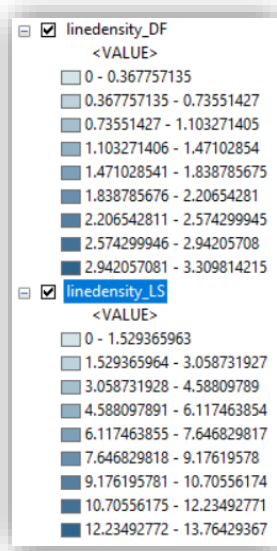 linedensity_DF
<VALUE>
0 - 0.367757135
0.367757135 - 0.73551427
0.73551427 - 1.103271405
1.103271406 - 1.47102854
1.471028541 - 1.838785675
1.838785676 - 2.20654281
2.206542811 - 2.574299945
2.574299946 - 2.94205708
2.942057081 - 3.309814215
linedensity_LS
<VALUE>
0 - 1.529365963
1.529365964 - 3.058731927
3.058731928 - 4.58809789
4.588097891 - 6.117463854
6.117463855 - 7.646829817
7.646829818 - 9.17619578
9.176195781 - 10.70556174
10.70556175 - 12.23492771
12.23492772 - 13.76429367